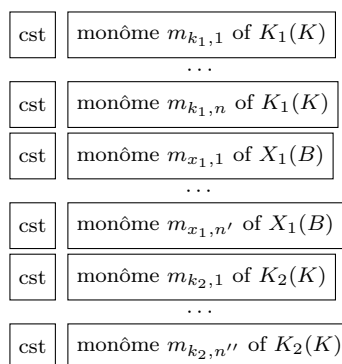 cst monôme m_{k_1,1} of K_1(K)
...
cst monôme m_{k_1,n} of K_1(K)
cst monôme m_{x_1,1} of X_1(B)
...
cst monôme m_{x_1,n'} of X_1(B)
cst monôme m_{k_2,1} of K_2(K)
...
cst monôme m_{k_2,n''} of K_2(K)